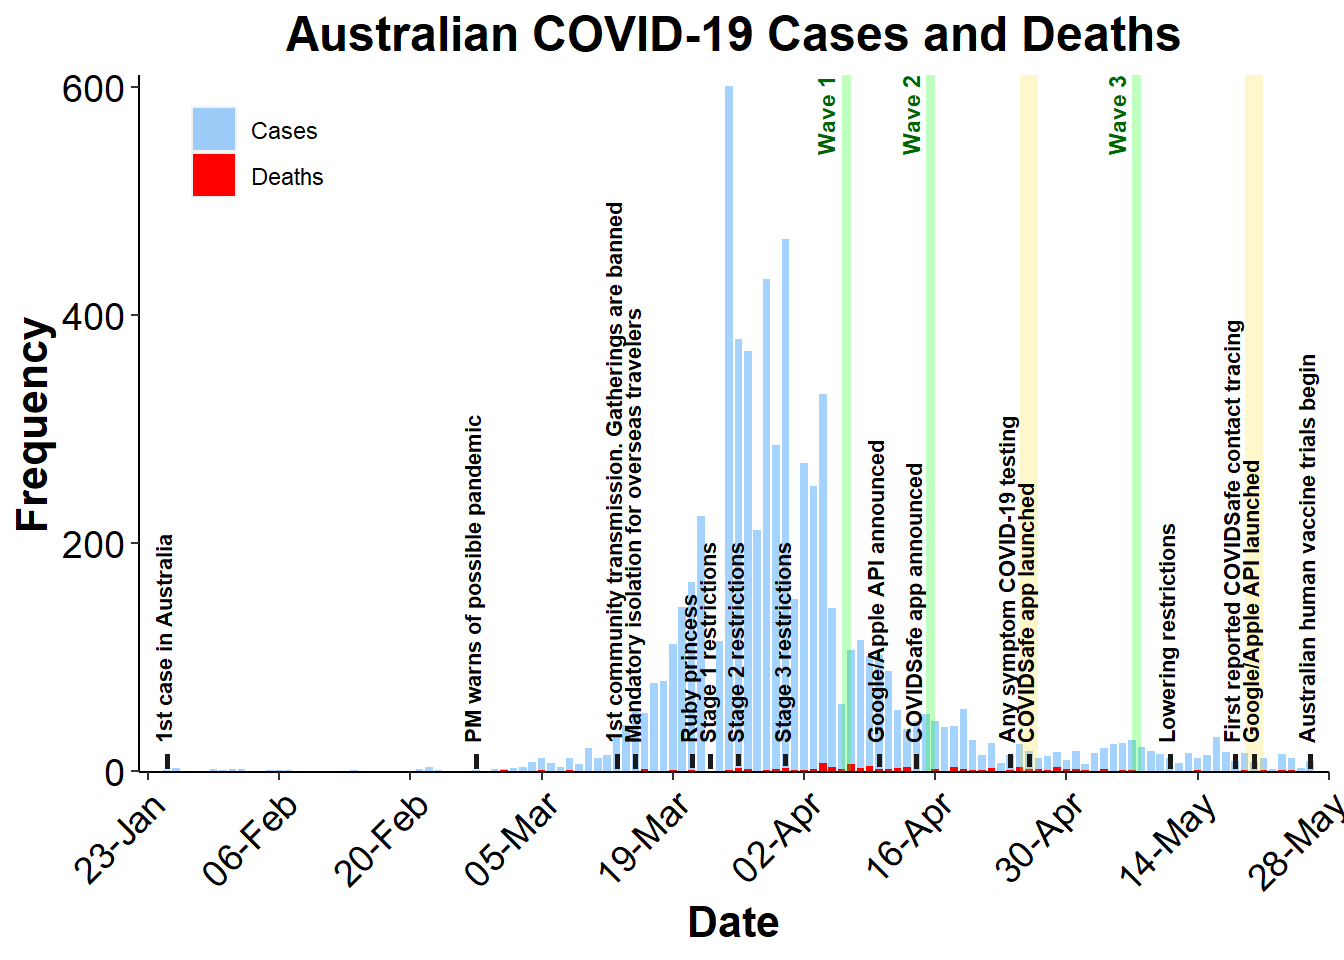 Australian COVID-19 Cases and Deaths
Frequency
600
400
200
0
Cases
Deaths
Wave 1
Wave 2
Wave 3
1st case in Australia
PM warns of possible pandemic
1st community transmission. Gatherings are banned
Mandatory isolation for overseas travelers
Ruby princess
Stage 1 restrictions
Stage 2 restrictions
Stage 3 restrictions
Google/Apple API announced
COVIDSafe app announced
Any symptom COVID-19 testing
COVIDSafe app launched
Lowering restrictions
First reported COVIDSafe contact tracing
Google/Apple API launched
Australian human vaccine trials begin
23-Jan
06-Feb
20-Feb
05-Mar
19-Mar
02-Apr
16-Apr
30-Apr
14-May
28-May
Date